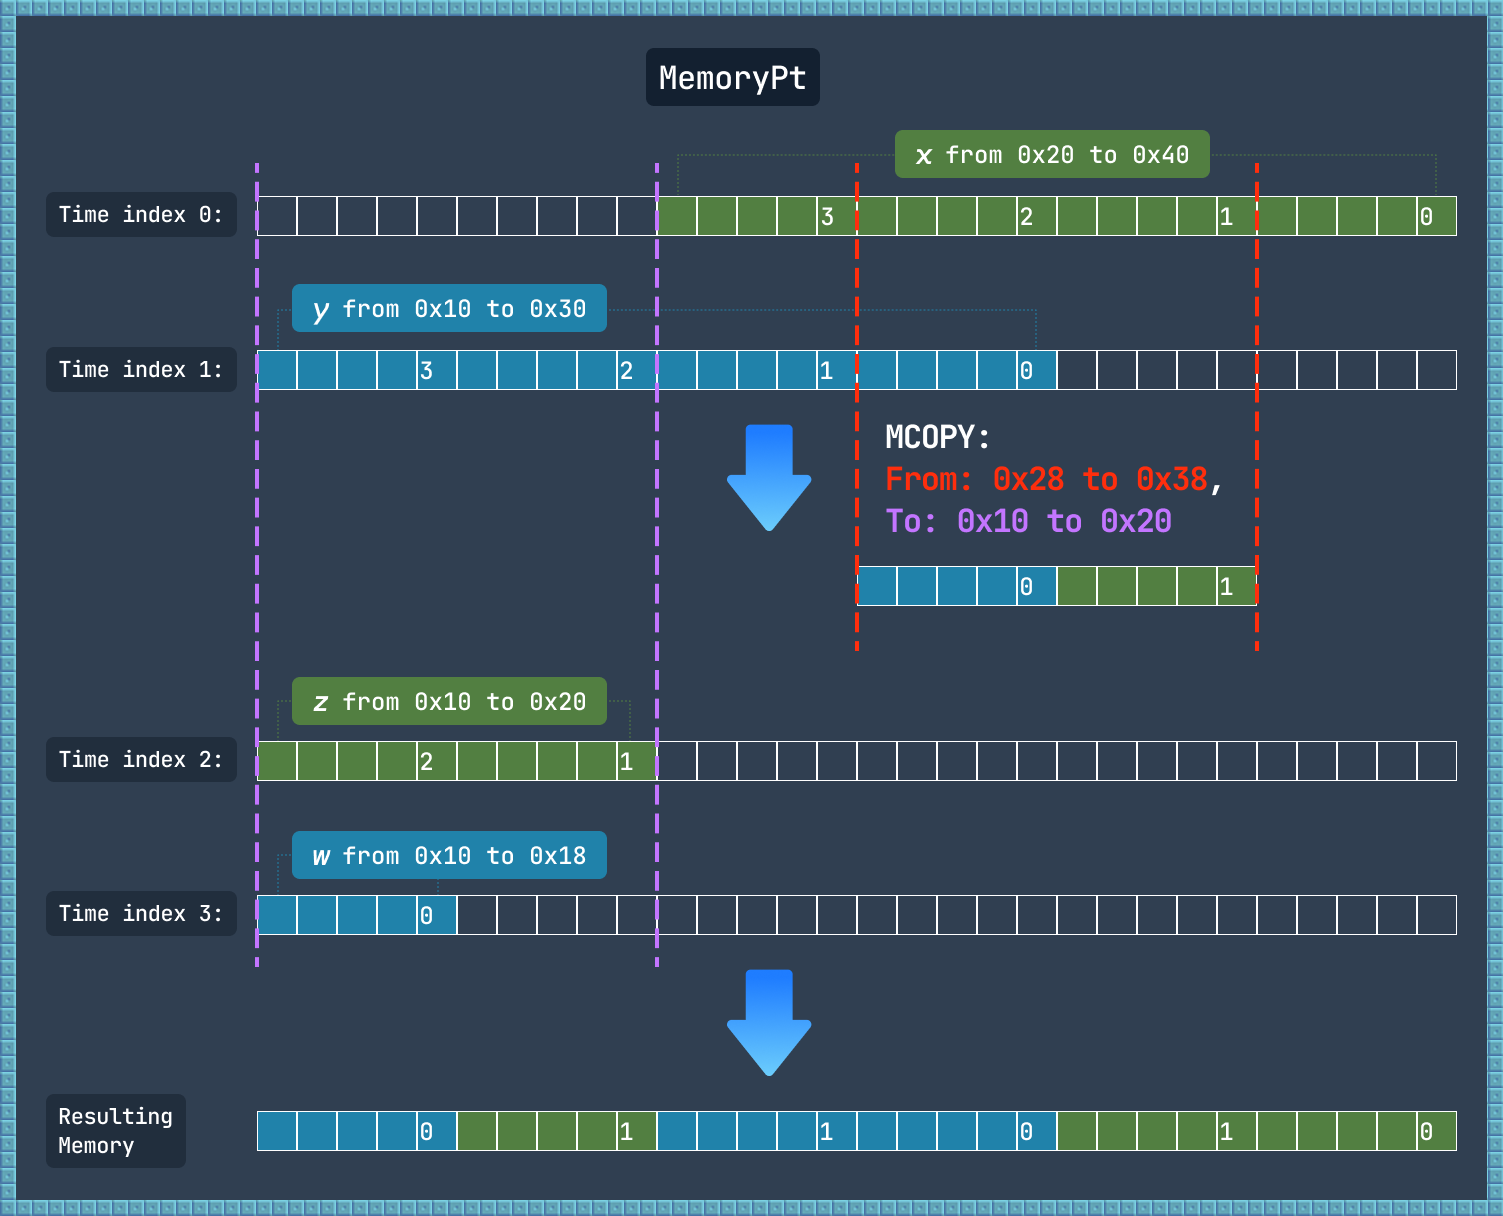 MemoryPt
x from 0x20 to 0x40
Time index 0:
3 2 1 0
y from 0x10 to 0x30
Time index 1:
3 2 1 0
MCOPY:
From: 0x28 to 0x38,
To: 0x10 to 0x20
0 1
z from 0x10 to 0x20
Time index 2:
2 1
w from 0x10 to 0x18
Time index 3:
0
Resulting
Memory
0 1 1 0 1 0